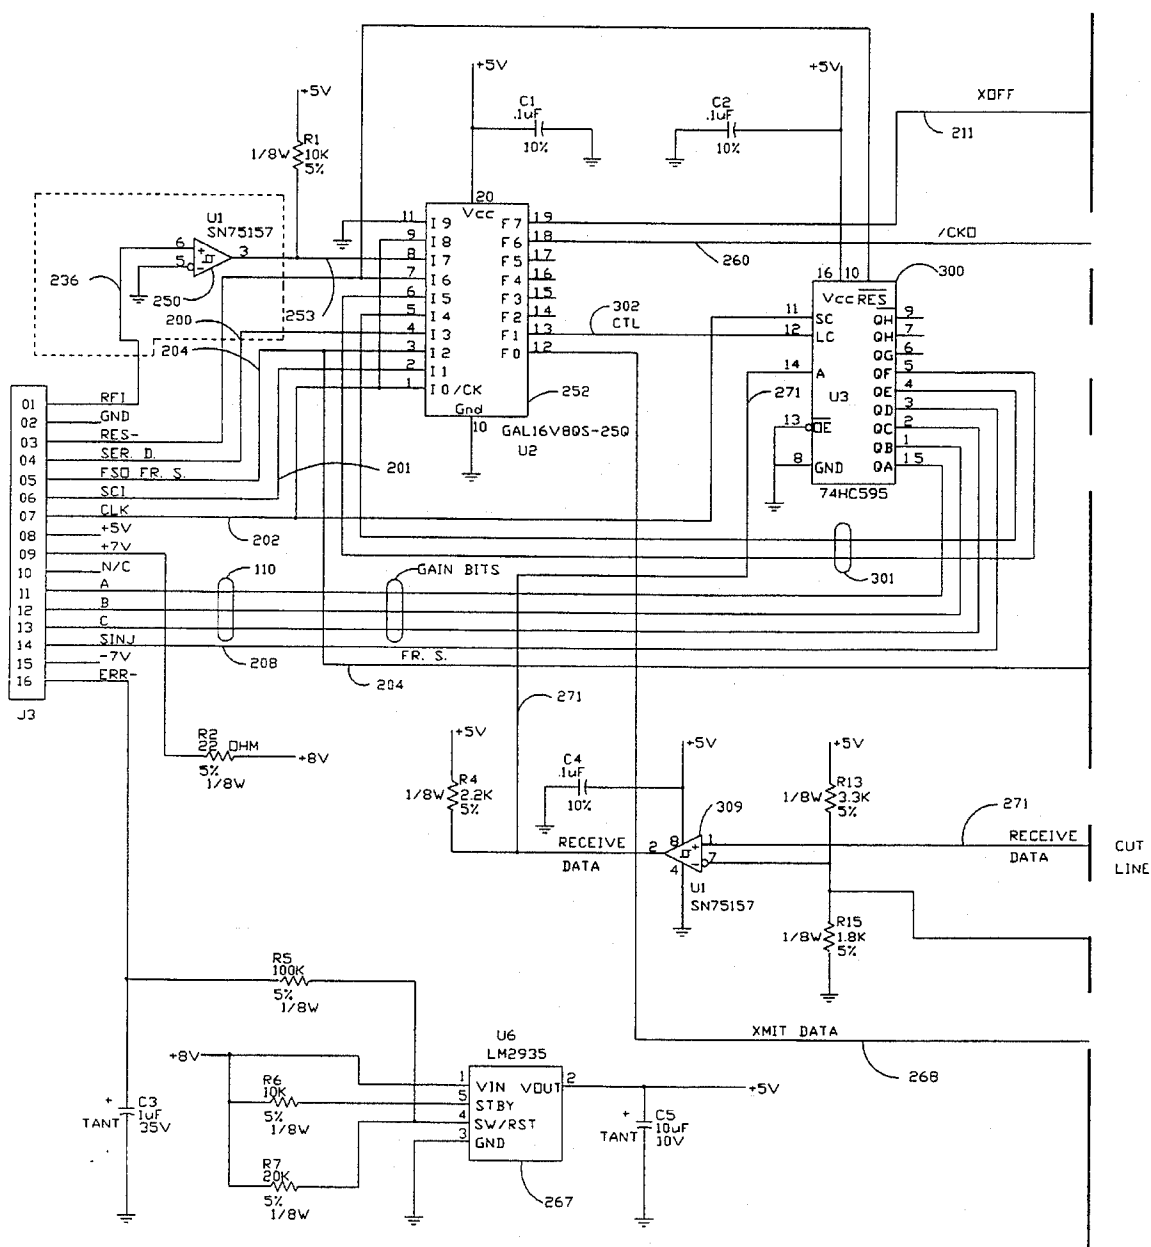 +5V
+5V
+5V
XOFF
211
C1
.1uF
10%
C2
.1uF
10%
R1
1/8W 10K
5%
U1
SN75157
6
5
3
+
-
236
250
200
204
253
20
Vcc
11 I9
9 I8
8 I7
7 I6
6 I5
5 I4
4 I3
3 I2
2 I1
1 I0/CK
F7 19
F6 18
F5 17
F4 16
F3 15
F2 14
F1 13
F0 12
Gnd
10
252
GAL16V8QS-25Q
U2
/CKO
260
302
CTL
271
16 10
Vcc RES
300
11 SC
12 LC
14 A
U3
13 OE
8 GND
QH 9
QH 7
QG 6
QF 5
QE 4
QD 3
QC 2
QB 1
QA 15
74HC595
01 RFI
02 GND
03 RES-
04 SER. D.
05 FSO FR. S.
06 SCI
07 CLK
08 +5V
09 +7V
10 N/C
11 A
12 B
13 C
14 SINJ
15 -7V
16 ERR-
J3
201
202
110
GAIN BITS
301
208
FR. S.
204
271
R2
22 OHM
5%
1/8W
+8V
+5V
R4
1/8W 2.2K
5%
C4
.1uF
10%
+5V
+5V
R13
1/8W 3.3K
5%
309
271
RECEIVE
DATA
2
8
1
+
-
7
4
U1
SN75157
RECEIVE
DATA
CUT
LINE
R15
1/8W 1.8K
5%
R5
100K
5%
1/8W
XMIT DATA
268
U6
LM2935
+8V
R6
10K
5%
1/8W
R7
20K
5%
1/8W
1 VIN
5 STBY
4 SW/RST
3 GND
VOUT 2
+5V
267
+
TANT
C3
1uF
35V
+
TANT
C5
10uF
10V